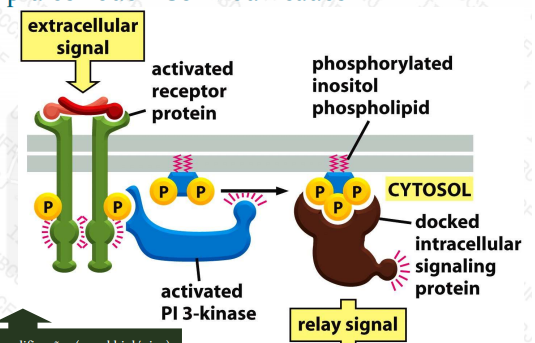 extracellular
signal
activated
receptor
protein
phosphorylated
inositol
phospholipid
P
P
P
P
P
P
P
CYTOSOL
docked
intracellular
signaling
protein
activated
PI 3-kinase
relay signal